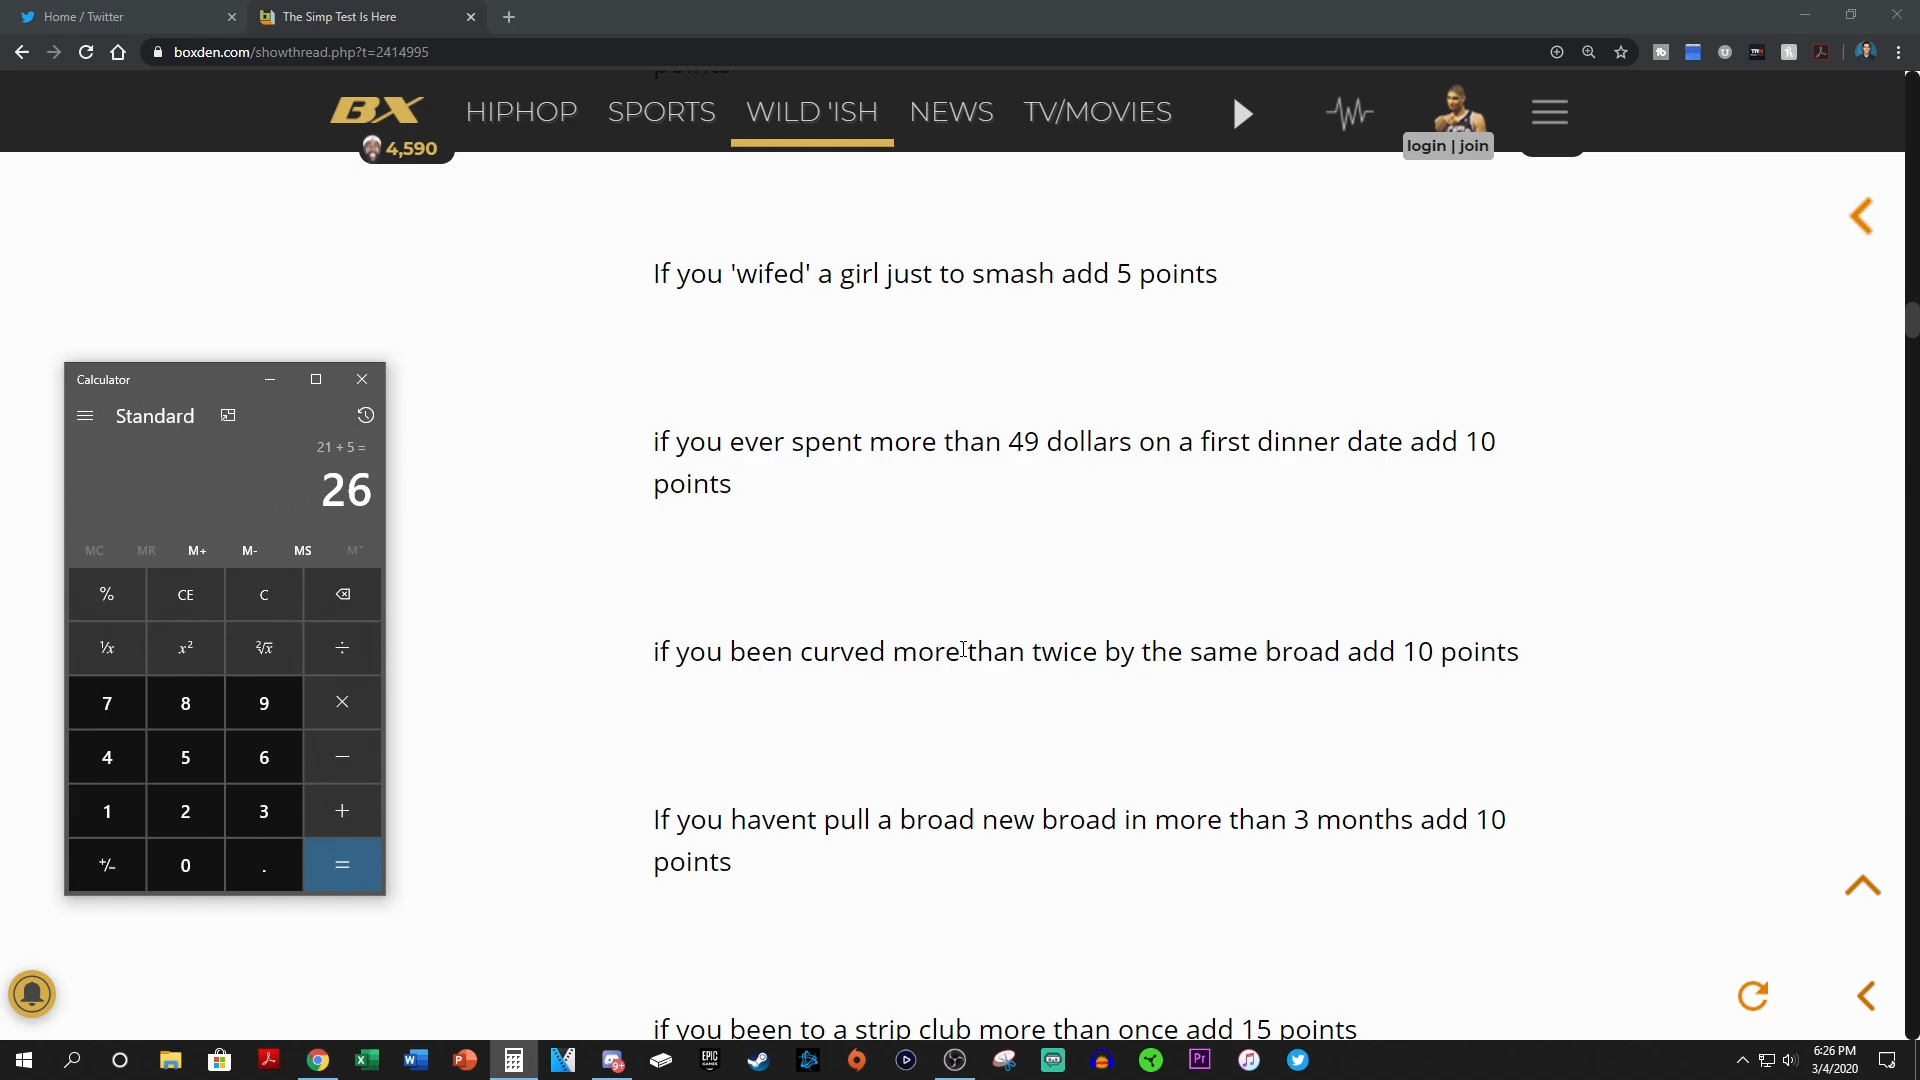 Home / Twitter
The Simp Test Is Here
boxden.com/showthread.php?t=2414995
BX
HIPHOP
SPORTS
WILD 'ISH
NEWS
TV/MOVIES
4,590
login | join
If you 'wifed' a girl just to smash add 5 points
if you ever spent more than 49 dollars on a first dinner date add 10
points
if you been curved more than twice by the same broad add 10 points
If you havent pull a broad new broad in more than 3 months add 10
points
if you been to a strip club more than once add 15 points
Calculator
Standard
21 + 5 =
26
MC MR M+ M- MS
% CE C
¹/x x² ²√x ÷
7 8 9 ×
4 5 6 −
1 2 3 +
+/− 0 . =
6:26 PM
3/4/2020